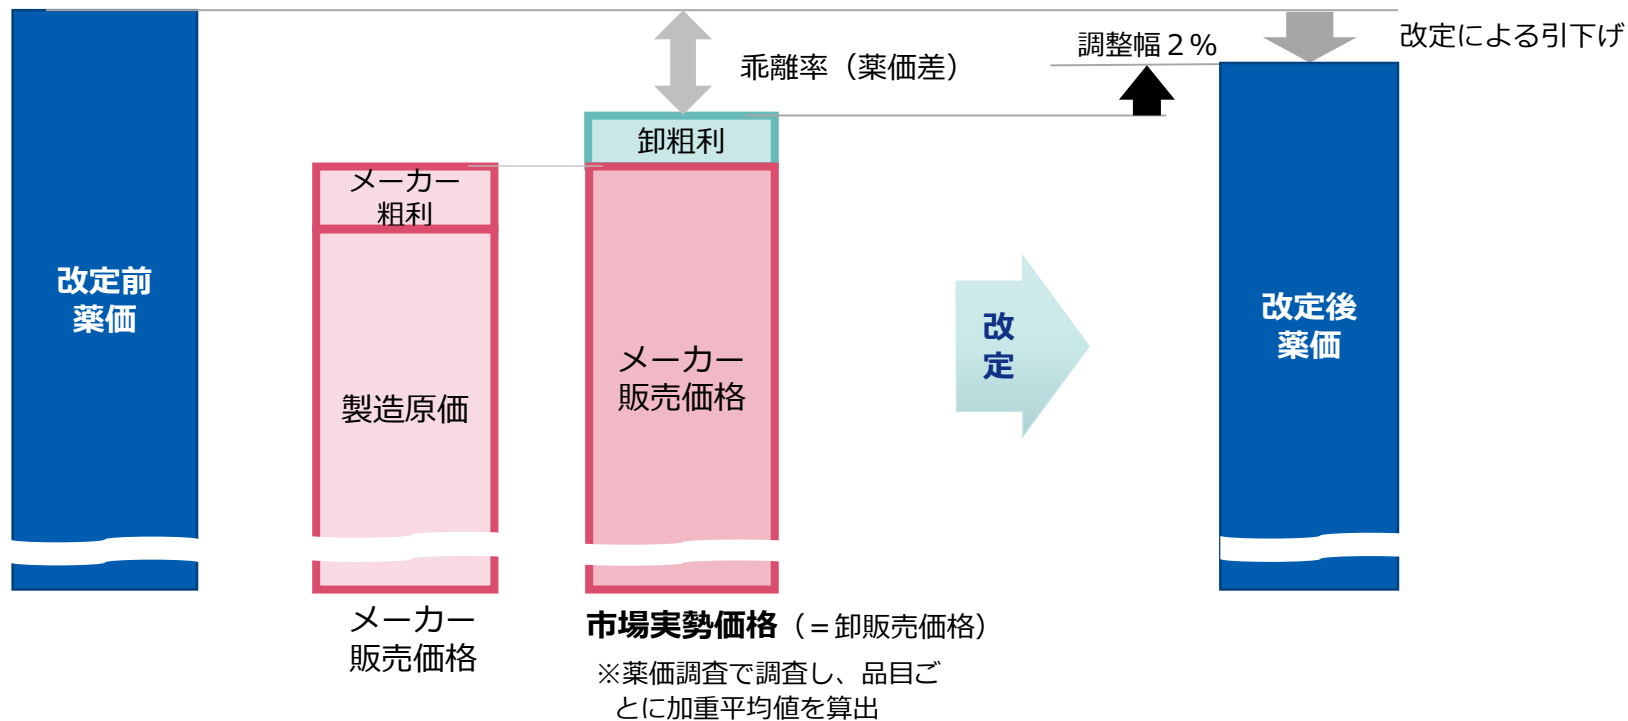 改定前
薬価
メーカー
粗利
製造原価
メーカー
販売価格
乖離率（薬価差）
卸粗利
メーカー
販売価格
市場実勢価格（＝卸販売価格）
※薬価調査で調査し、品目ご
とに加重平均値を算出
改
定
調整幅２％
改定による引下げ
改定後
薬価